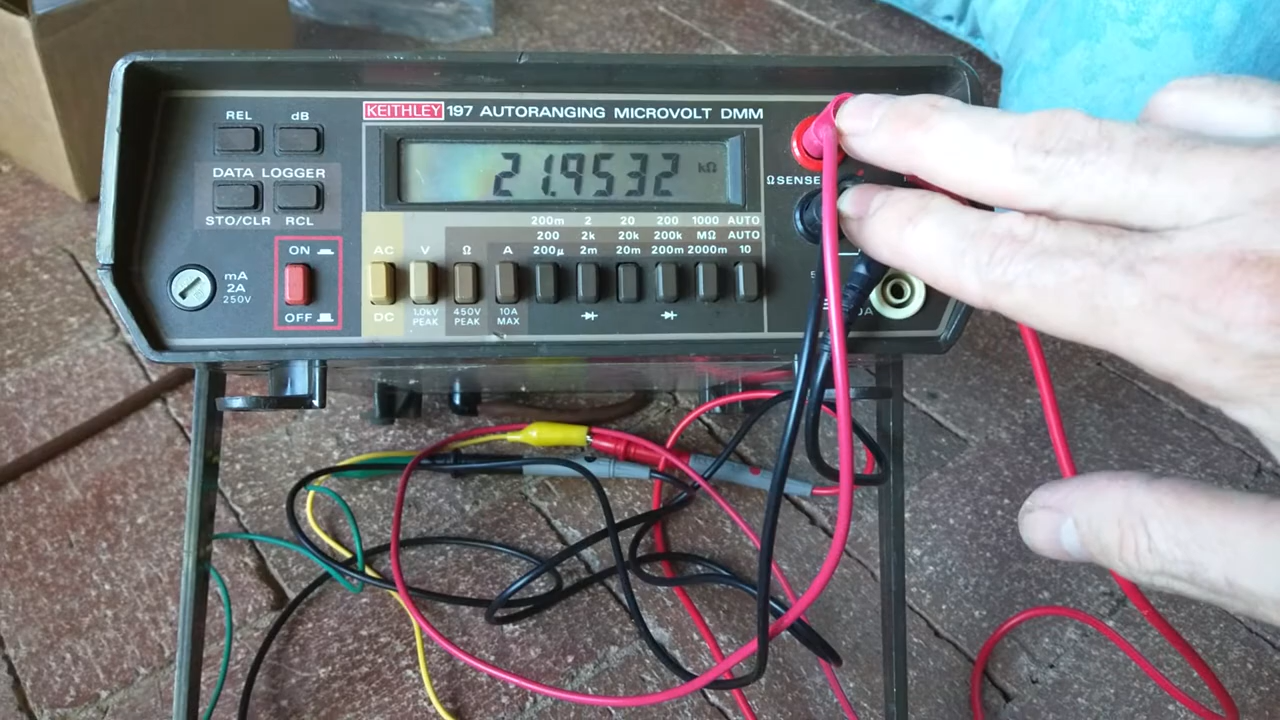 KEITHLEY 197 AUTORANGING MICROVOLT DMM
REL dB
21.9532 kΩ
DATA LOGGER
STO/CLR RCL
Ω SENSE
200m 2 20 200 1000 AUTO
200 2k 20k 200k MΩ AUTO
200µ 2m 20m 200m 2000m 10
ON
AC V Ω A
mA
2A
250V
OFF
DC
1.0kV
PEAK
450V
PEAK
10A
MAX